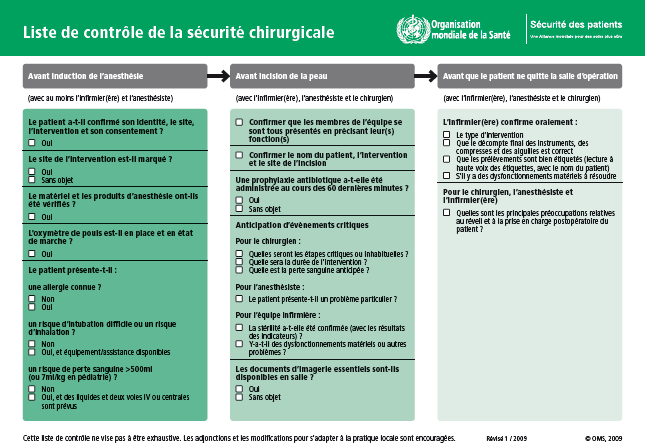 Liste de contrôle de la sécurité chirurgicale
Organisation
mondiale de la Santé
Sécurité des patients
Une Alliance mondiale pour des soins plus sûrs
Avant induction de l'anesthésie
(avec au moins l'infirmier(ère) et l'anesthésiste)
Le patient a-t-il confirmé son identité, le site,
l'intervention et son consentement ?
Oui
Le site de l'intervention est-il marqué ?
Oui
Sans objet
Le matériel et les produits d'anesthésie ont-ils
été vérifiés ?
Oui
L'oxymètre de pouls est-il en place et en état
de marche ?
Oui
Le patient présente-t-il :
une allergie connue ?
Non
Oui
un risque d'intubation difficile ou un risque
d'inhalation ?
Non
Oui, et équipement/assistance disponibles
un risque de perte sanguine >500ml
(ou 7ml/kg en pédiatrie) ?
Non
Oui, et des liquides et deux voies IV ou centrales
sont prévus
Avant incision de la peau
(avec l'infirmier(ère), l'anesthésiste et le chirurgien)
Confirmer que les membres de l'équipe se
sont tous présentés en précisant leur(s)
fonction(s)
Confirmer le nom du patient, l'intervention
et le site de l'incision
Une prophylaxie antibiotique a-t-elle été
administrée au cours des 60 dernières minutes ?
Oui
Sans objet
Anticipation d'évènements critiques
Pour le chirurgien :
Quelles seront les étapes critiques ou inhabituelles ?
Quelle sera la durée de l'intervention ?
Quelle est la perte sanguine anticipée ?
Pour l'anesthésiste :
Le patient présente-t-il un problème particulier ?
Pour l'équipe infirmière :
La stérilité a-t-elle été confirmée (avec les résultats
des indicateurs) ?
Y-a-t-il des dysfonctionnements matériels ou autres
problèmes ?
Les documents d'imagerie essentiels sont-ils
disponibles en salle ?
Oui
Sans objet
Avant que le patient ne quitte la salle d'opération
(avec l'infirmier(ère), l'anesthésiste et le chirurgien)
L'infirmier(ère) confirme oralement :
Le type d'intervention
Que le décompte final des instruments, des
compresses et des aiguilles est correct
Que les prélèvements sont bien étiquetés (lecture à
haute voix des étiquettes, avec le nom du patient)
S'il y a des dysfonctionnements matériels à résoudre
Pour le chirurgien, l'anesthésiste et
l'infirmier(ère)
Quelles sont les principales préoccupations relatives
au réveil et à la prise en charge postopératoire du
patient ?
Cette liste de contrôle ne vise pas à être exhaustive. Les adjonctions et les modifications pour s'adapter à la pratique locale sont encouragées.
Révisé 1 / 2009
© OMS, 2009